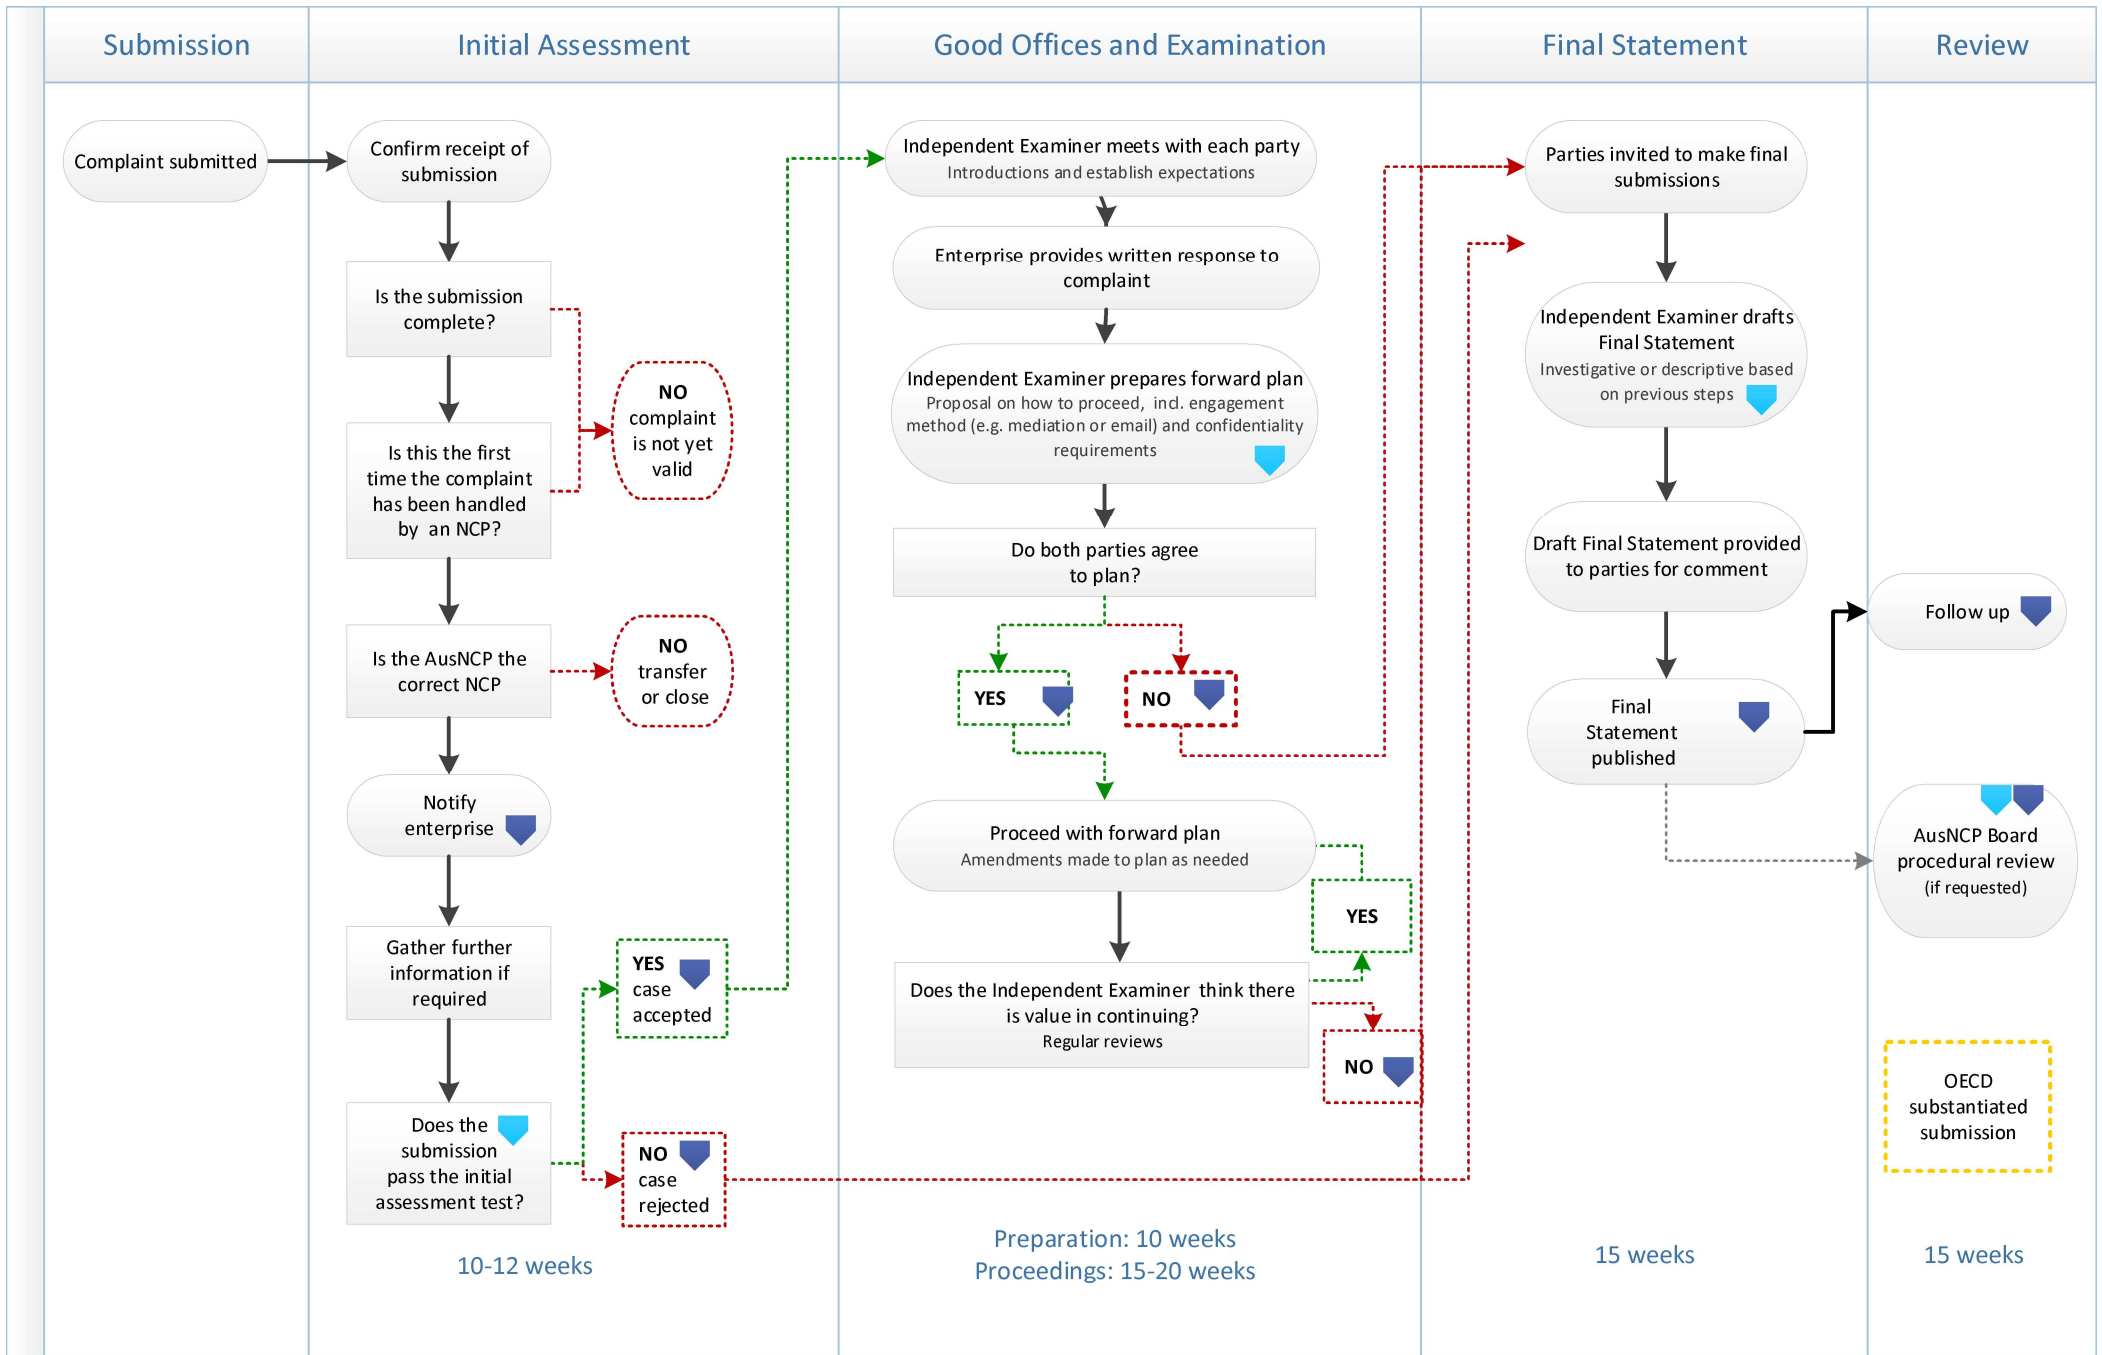 Submission
Initial Assessment
Good Offices and Examination
Final Statement
Review
Complaint submitted
Confirm receipt of
submission
Is the submission
complete?
Is this the first
time the complaint
has been handled
by an NCP?
NO
complaint
is not yet
valid
Is the AusNCP the
correct NCP
NO
transfer
or close
Notify
enterprise
Gather further
information if
required
Does the
submission
pass the initial
assessment test?
YES
case
accepted
NO
case
rejected
10-12 weeks
Independent Examiner meets with each party
Introductions and establish expectations
Enterprise provides written response to
complaint
Independent Examiner prepares forward plan
Proposal on how to proceed, incl. engagement
method (e.g. mediation or email) and confidentiality
requirements
Do both parties agree
to plan?
YES
NO
Proceed with forward plan
Amendments made to plan as needed
YES
Does the Independent Examiner think there
is value in continuing?
Regular reviews
NO
Preparation: 10 weeks
Proceedings: 15-20 weeks
Parties invited to make final
submissions
Independent Examiner drafts
Final Statement
Investigative or descriptive based
on previous steps
Draft Final Statement provided
to parties for comment
Final
Statement
published
15 weeks
Follow up
AusNCP Board
procedural review
(if requested)
OECD
substantiated
submission
15 weeks